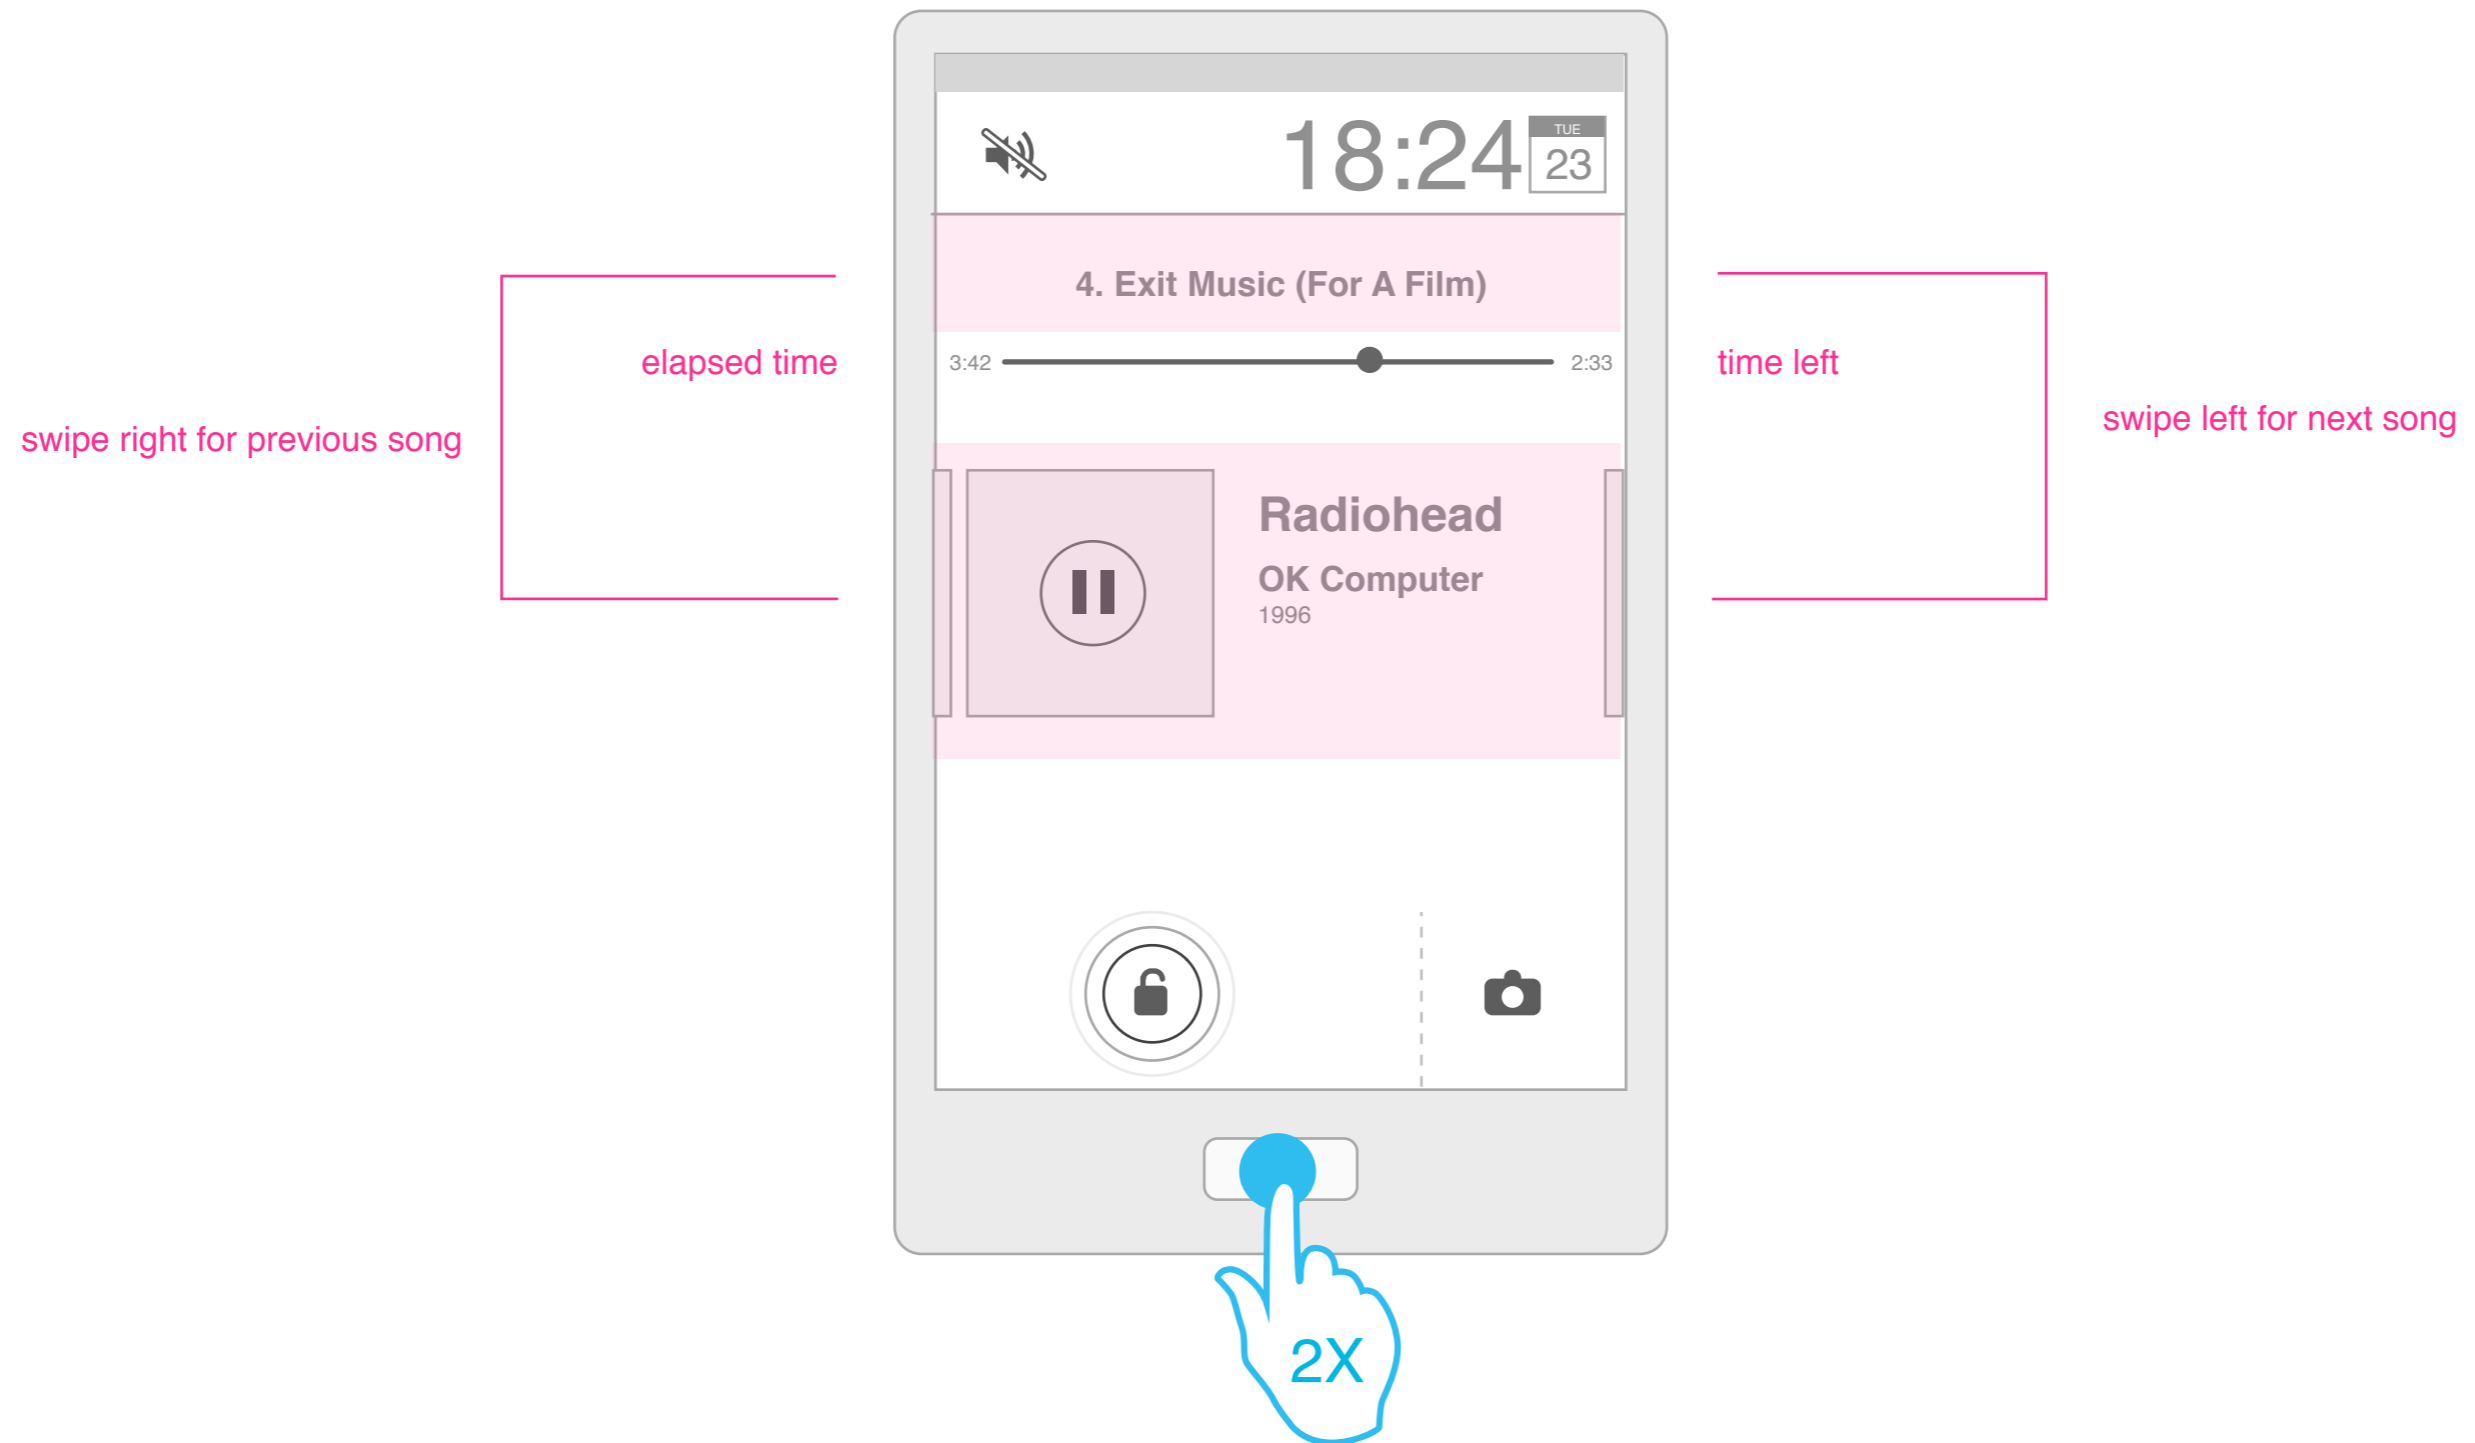 18:24
TUE
23
4. Exit Music (For A Film)
elapsed time
3:42
2:33
time left
swipe right for previous song
swipe left for next song
Radiohead
OK Computer
1996
2X